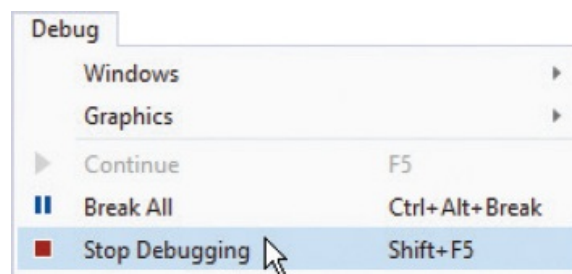 Debug
Windows
Graphics
Continue F5
Break All Ctrl+Alt+Break
Stop Debugging Shift+F5